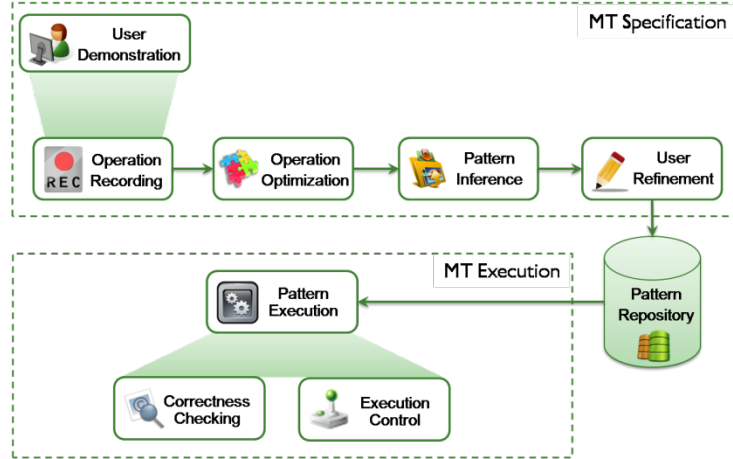 MT Specification
User
Demonstration
REC
Operation
Recording
Operation
Optimization
Pattern
Inference
User
Refinement
MT Execution
Pattern
Execution
Pattern
Repository
Correctness
Checking
Execution
Control